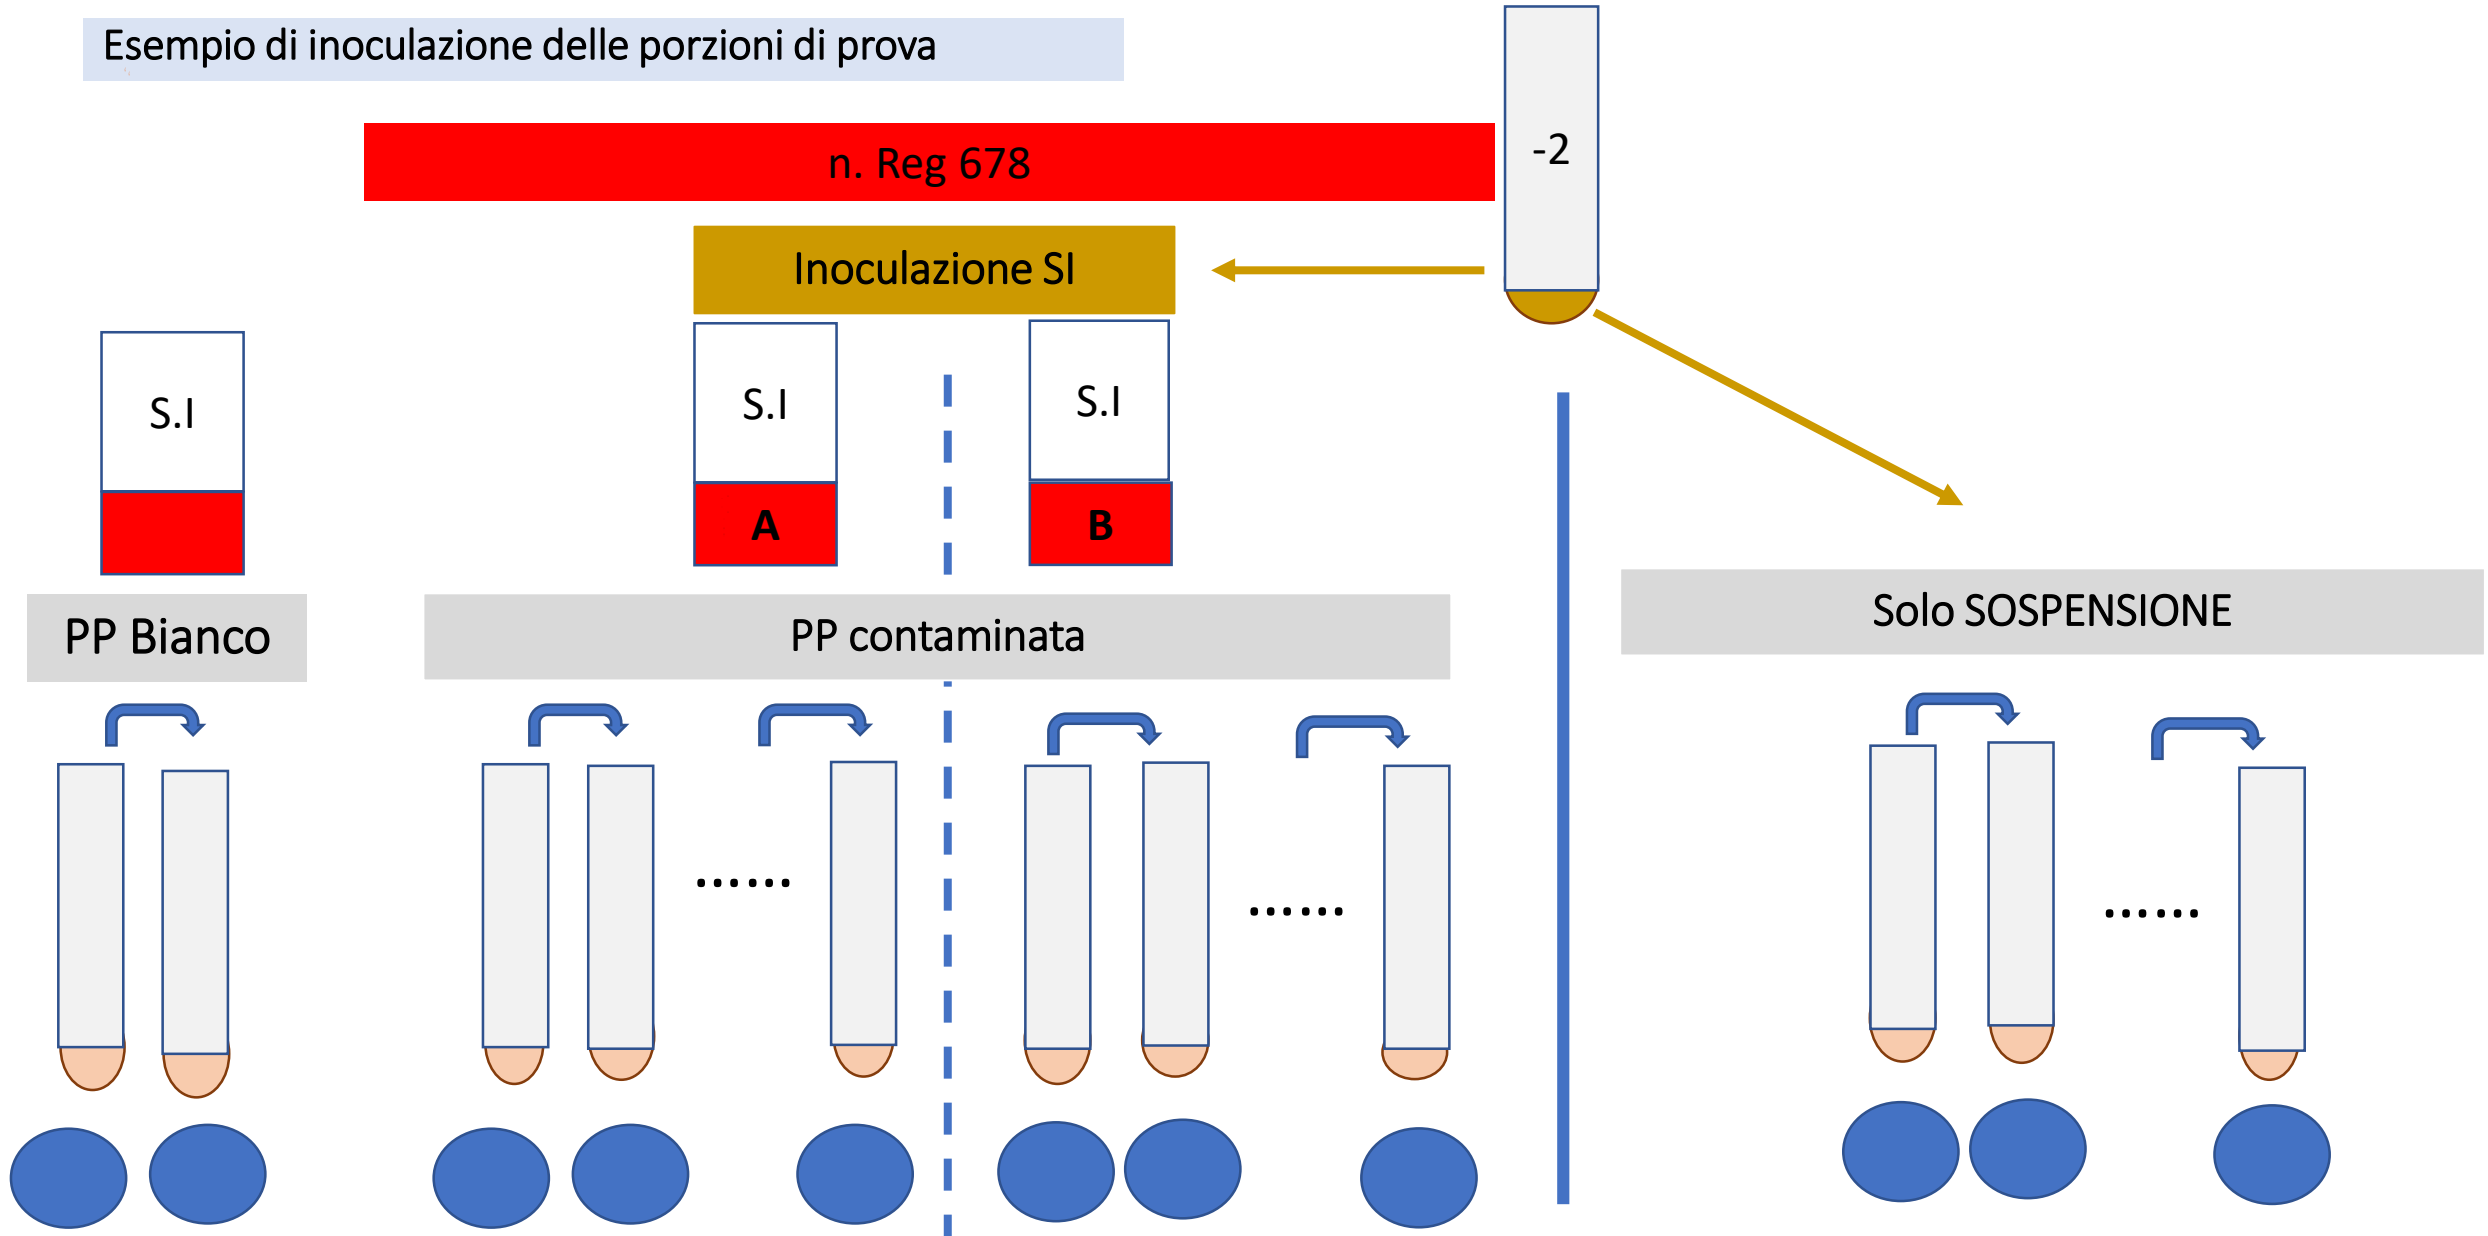 Esempio di inoculazione delle porzioni di prova
n. Reg 678
-2
Inoculazione SI
S.I
S.I
S.I
A
B
PP Bianco
PP contaminata
Solo SOSPENSIONE
......
......
......